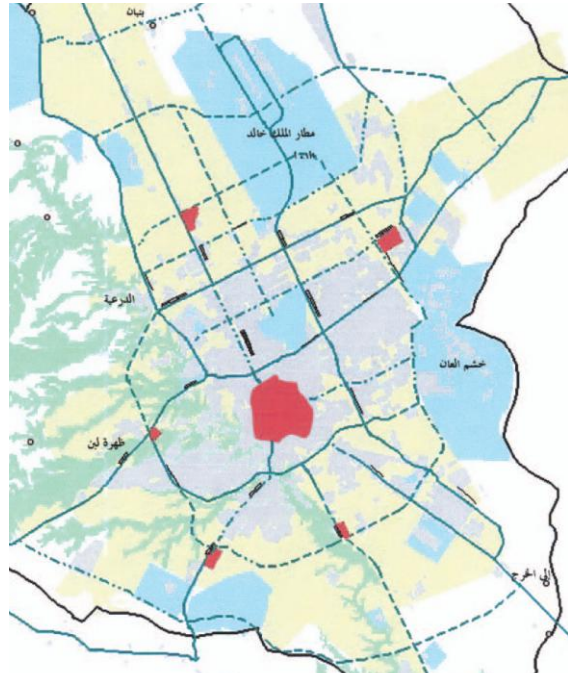 بنبان
مطار الملك خالد
الدرعية
خشم العان
ظهرة لبن
إلى الخرج